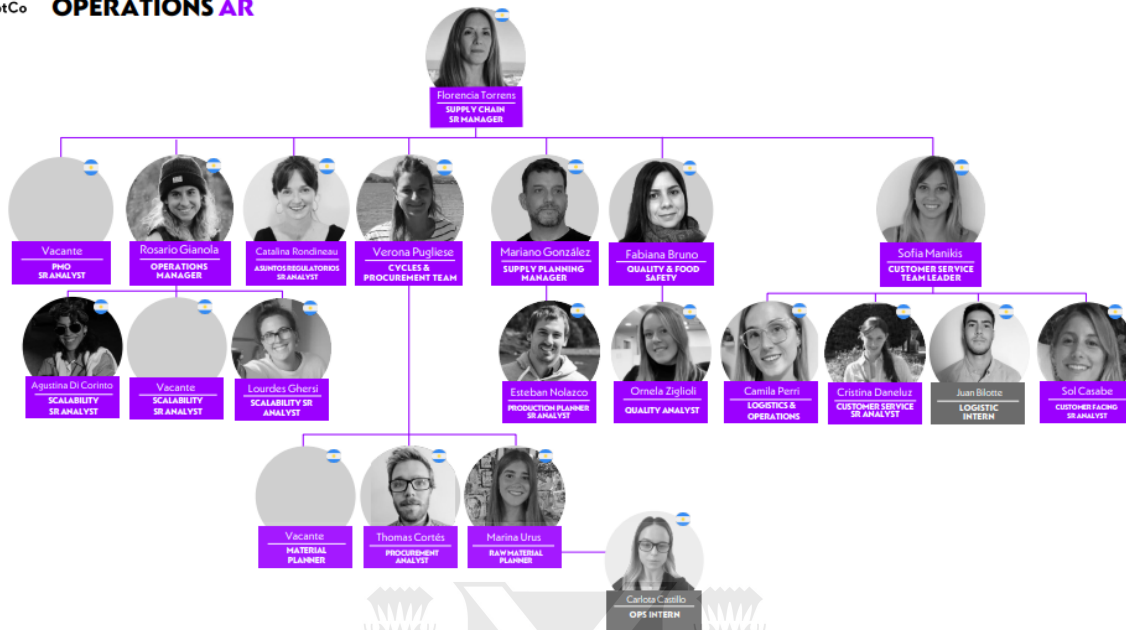 otCo OPERATIONS AR
Florencia Torrens
SUPPLY CHAIN
SR MANAGER
Vacante
PMO
SR ANALYST
Rosario Gianola
OPERATIONS
MANAGER
Catalina Rondineau
ASUNTOS REGULATORIOS
SR ANALYST
Verona Pugliese
CYCLES &
PROCUREMENT TEAM
Mariano González
SUPPLY PLANNING
MANAGER
Fabiana Bruno
QUALITY & FOOD
SAFETY
Sofia Manikis
CUSTOMER SERVICE
TEAM LEADER
Agustina Di Corinto
SCALABILITY
SR ANALYST
Vacante
SCALABILITY
SR ANALYST
Lourdes Ghersi
SCALABILITY SR
ANALYST
Esteban Nolazco
PRODUCTION PLANNER
SR ANALYST
Ornela Ziglioli
QUALITY ANALYST
Camila Perri
LOGISTICS &
OPERATIONS
Cristina Daneluz
CUSTOMER SERVICE
SR ANALYST
Juan Bilotte
LOGISTIC
INTERN
Sol Casabe
CUSTOMER FACING
SR ANALYST
Vacante
MATERIAL
PLANNER
Thomas Cortés
PROCUREMENT
ANALYST
Marina Urus
RAW MATERIAL
PLANNER
Carlota Castillo
OPS INTERN